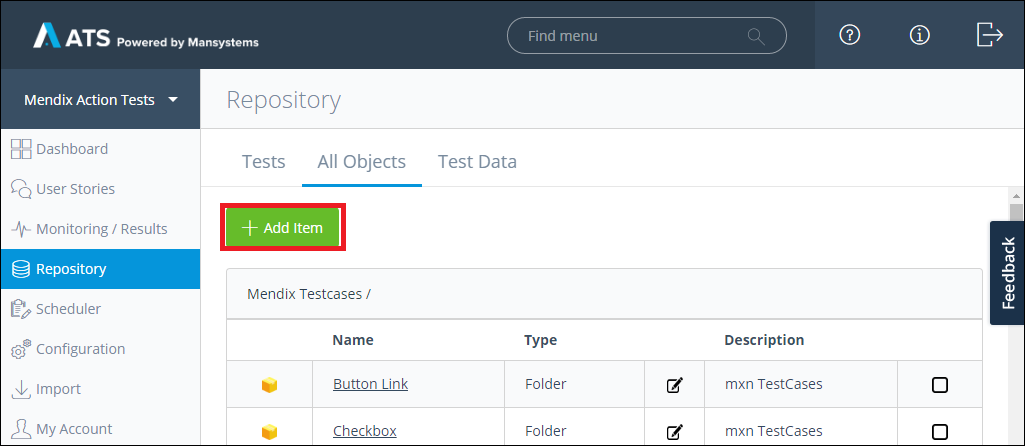 ATS Powered by Mansystems
Find menu
Mendix Action Tests
Repository
Dashboard
User Stories
Monitoring / Results
Repository
Scheduler
Configuration
Import
My Account
Tests All Objects Test Data
Add Item
Feedback
Mendix Testcases /
Name Type Description
Button Link Folder mxn TestCases
Checkbox Folder mxn TestCases